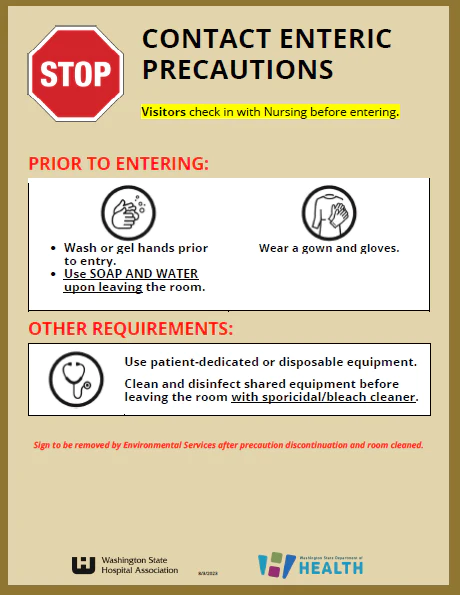 STOP
CONTACT ENTERIC
PRECAUTIONS
Visitors check in with Nursing before entering.
PRIOR TO ENTERING:
• Wash or gel hands prior
to entry.
• Use SOAP AND WATER
upon leaving the room.
Wear a gown and gloves.
OTHER REQUIREMENTS:
Use patient-dedicated or disposable equipment.
Clean and disinfect shared equipment before
leaving the room with sporicidal/bleach cleaner.
Sign to be removed by Environmental Services after precaution discontinuation and room cleaned.
Washington State
Hospital Association
8/8/2023
Washington State Department of
HEALTH